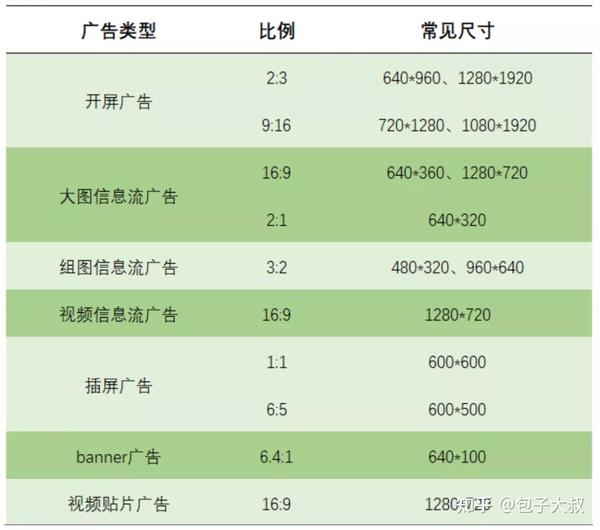 广告类型 比例 常见尺寸
开屏广告 2:3 640*960、1280*1920
9:16 720*1280、1080*1920
大图信息流广告 16:9 640*360、1280*720
2:1 640*320
组图信息流广告 3:2 480*320、960*640
视频信息流广告 16:9 1280*720
插屏广告 1:1 600*600
6:5 600*500
banner广告 6.4:1 640*100
视频贴片广告 16:9 1280*720
知乎 @包子大叔